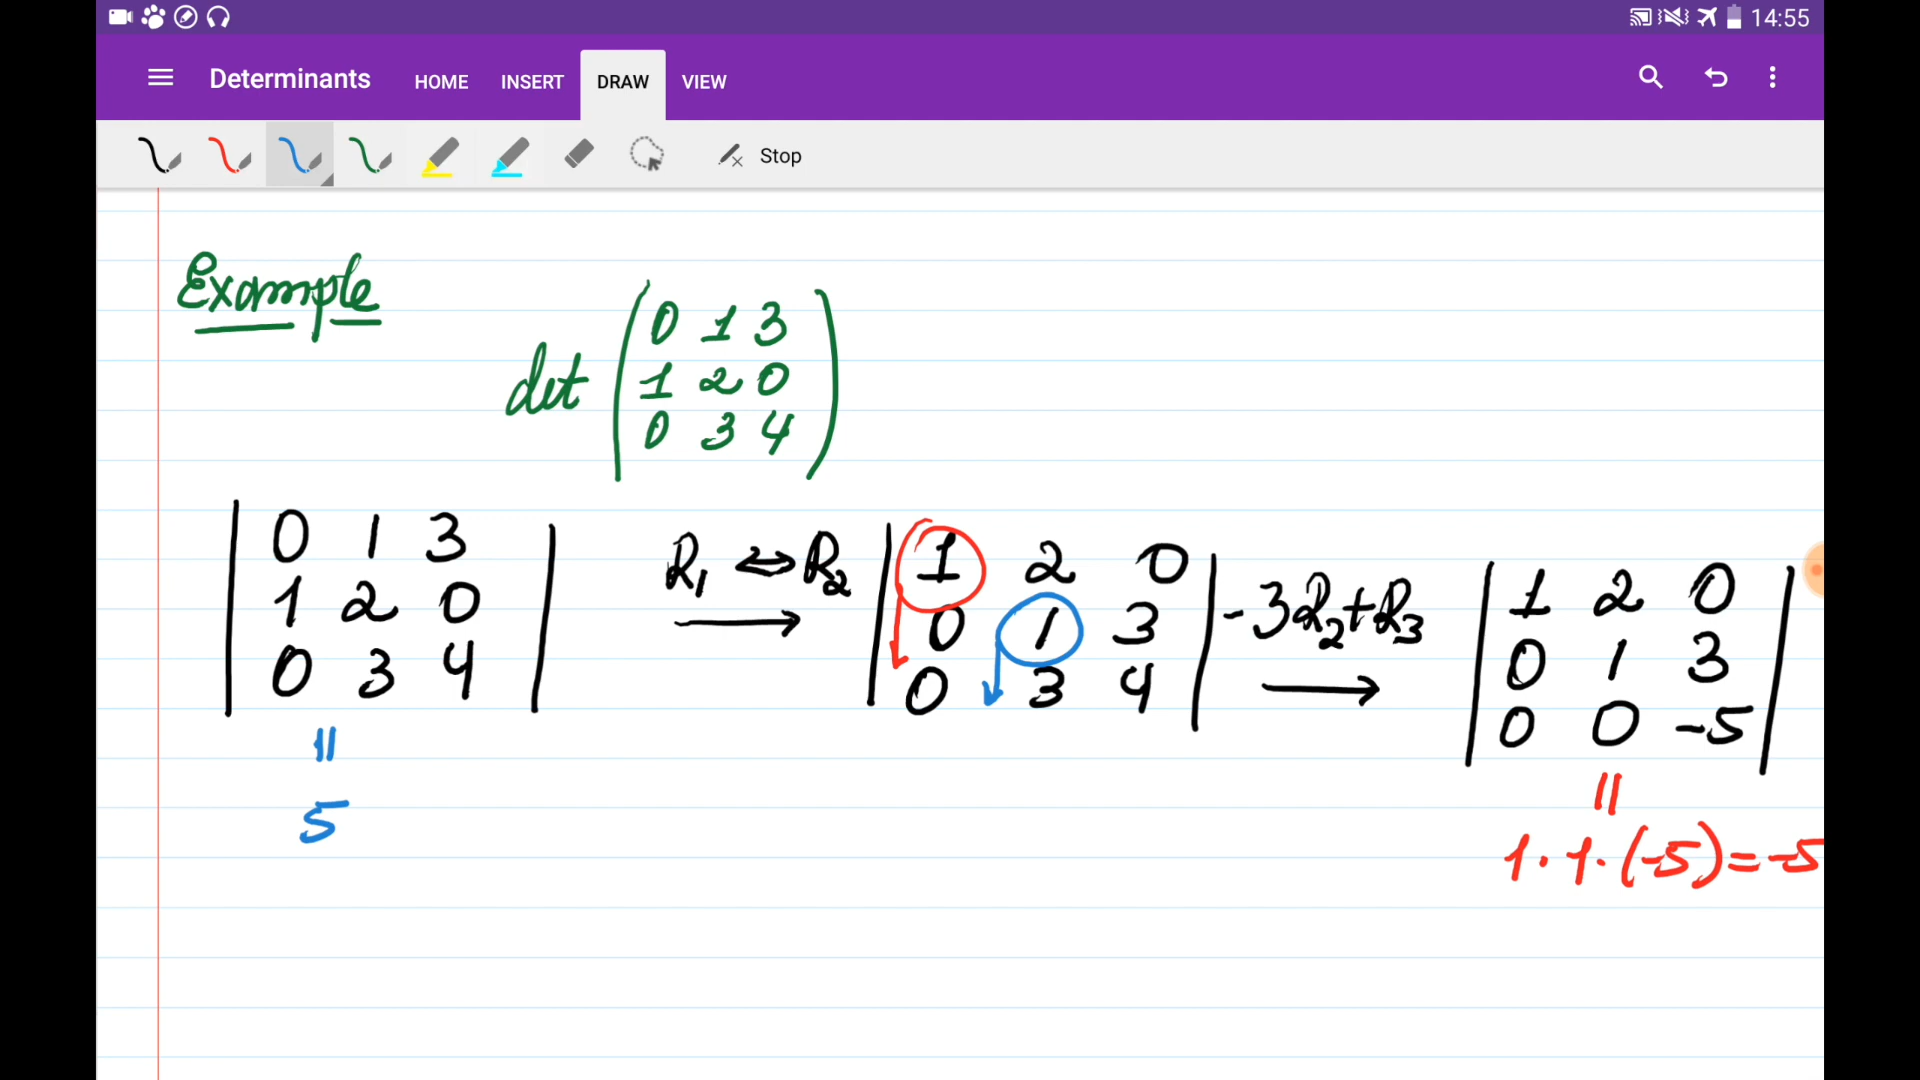 14:55
Determinants HOME INSERT DRAW VIEW
Stop
Example
det ( 0 1 3
1 2 0
0 3 4 )
| 0 1 3 |
| 1 2 0 |
| 0 3 4 |
R₁ ⇔ R₂
→
| 1 2 0 |
| 0 1 3 |
| 0 3 4 |
-3R₂+R₃
→
| 1 2 0 |
| 0 1 3 |
| 0 0 -5 |
=
5
=
1·1·(-5)=-5